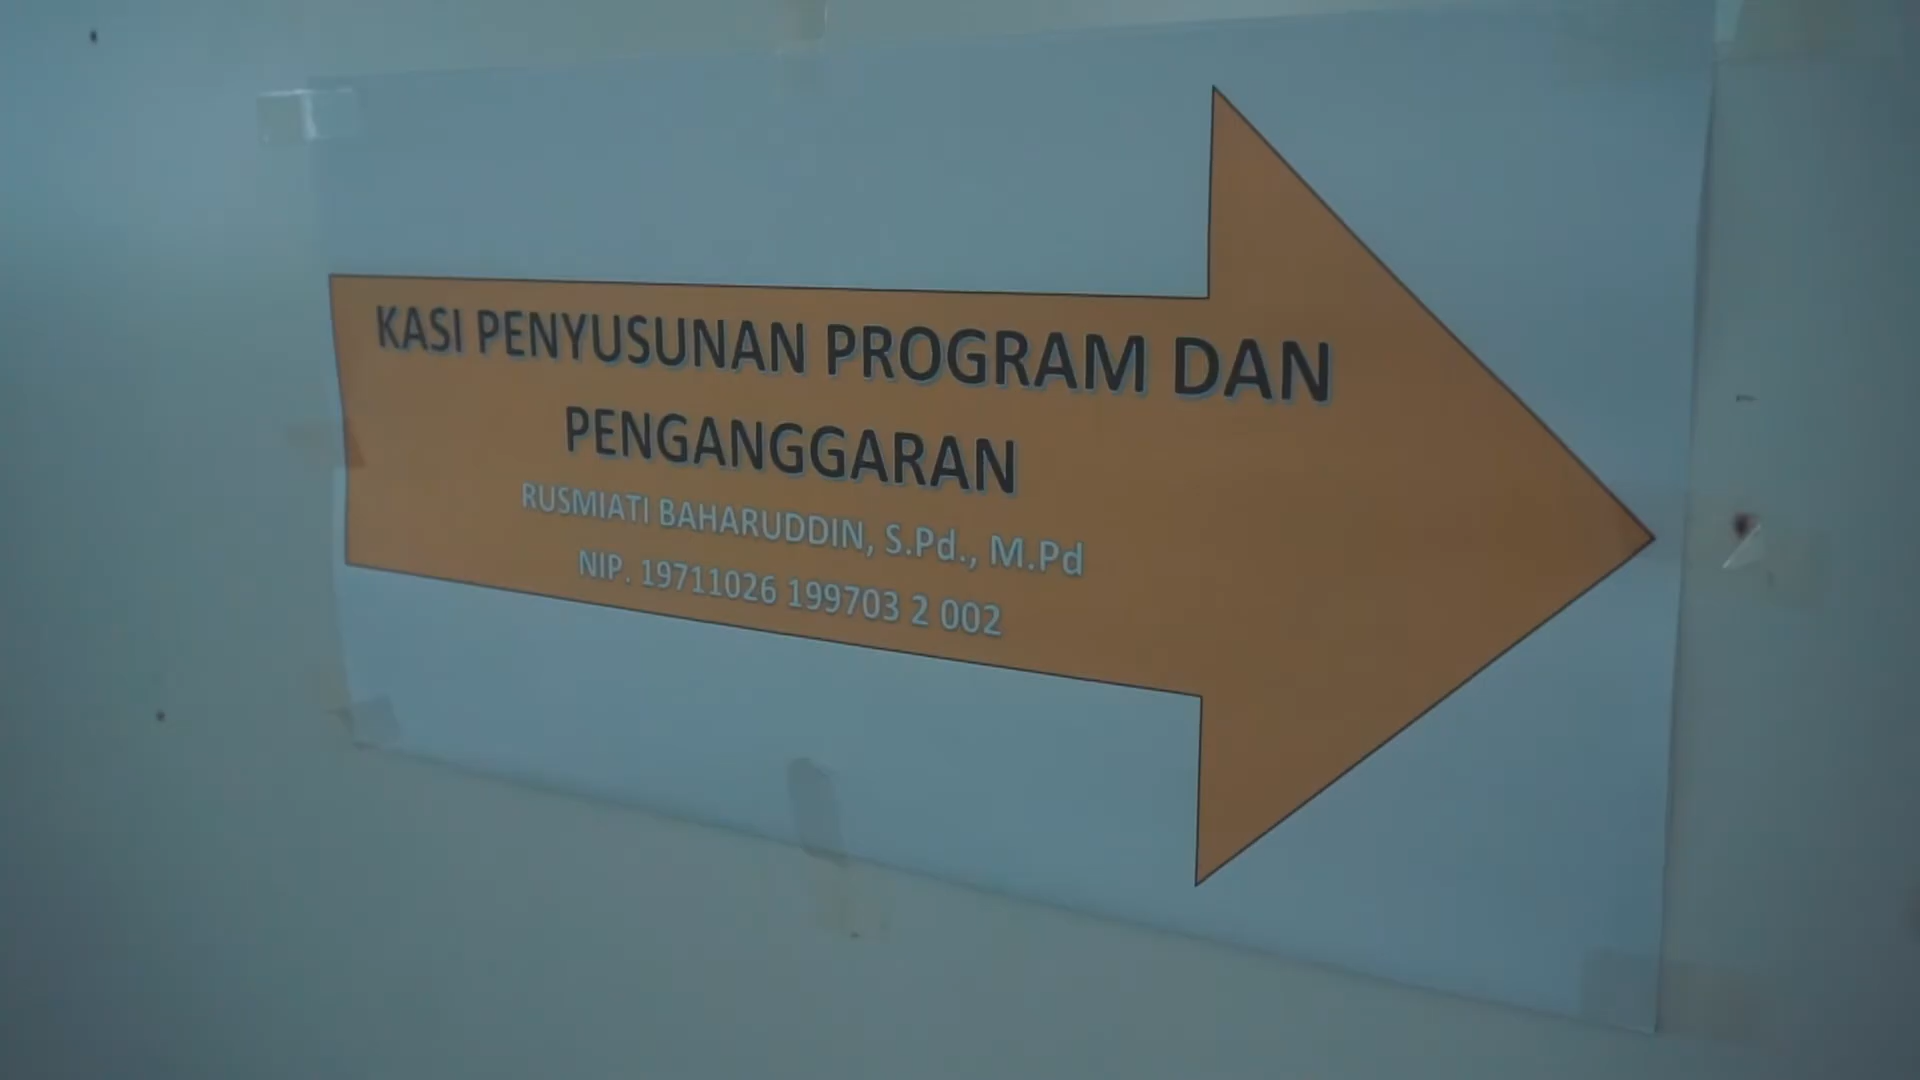 KASI PENYUSUNAN PROGRAM DAN
PENGANGGARAN
RUSMIATI BAHARUDDIN, S.Pd., M.Pd
NIP. 19711026 199703 2 002